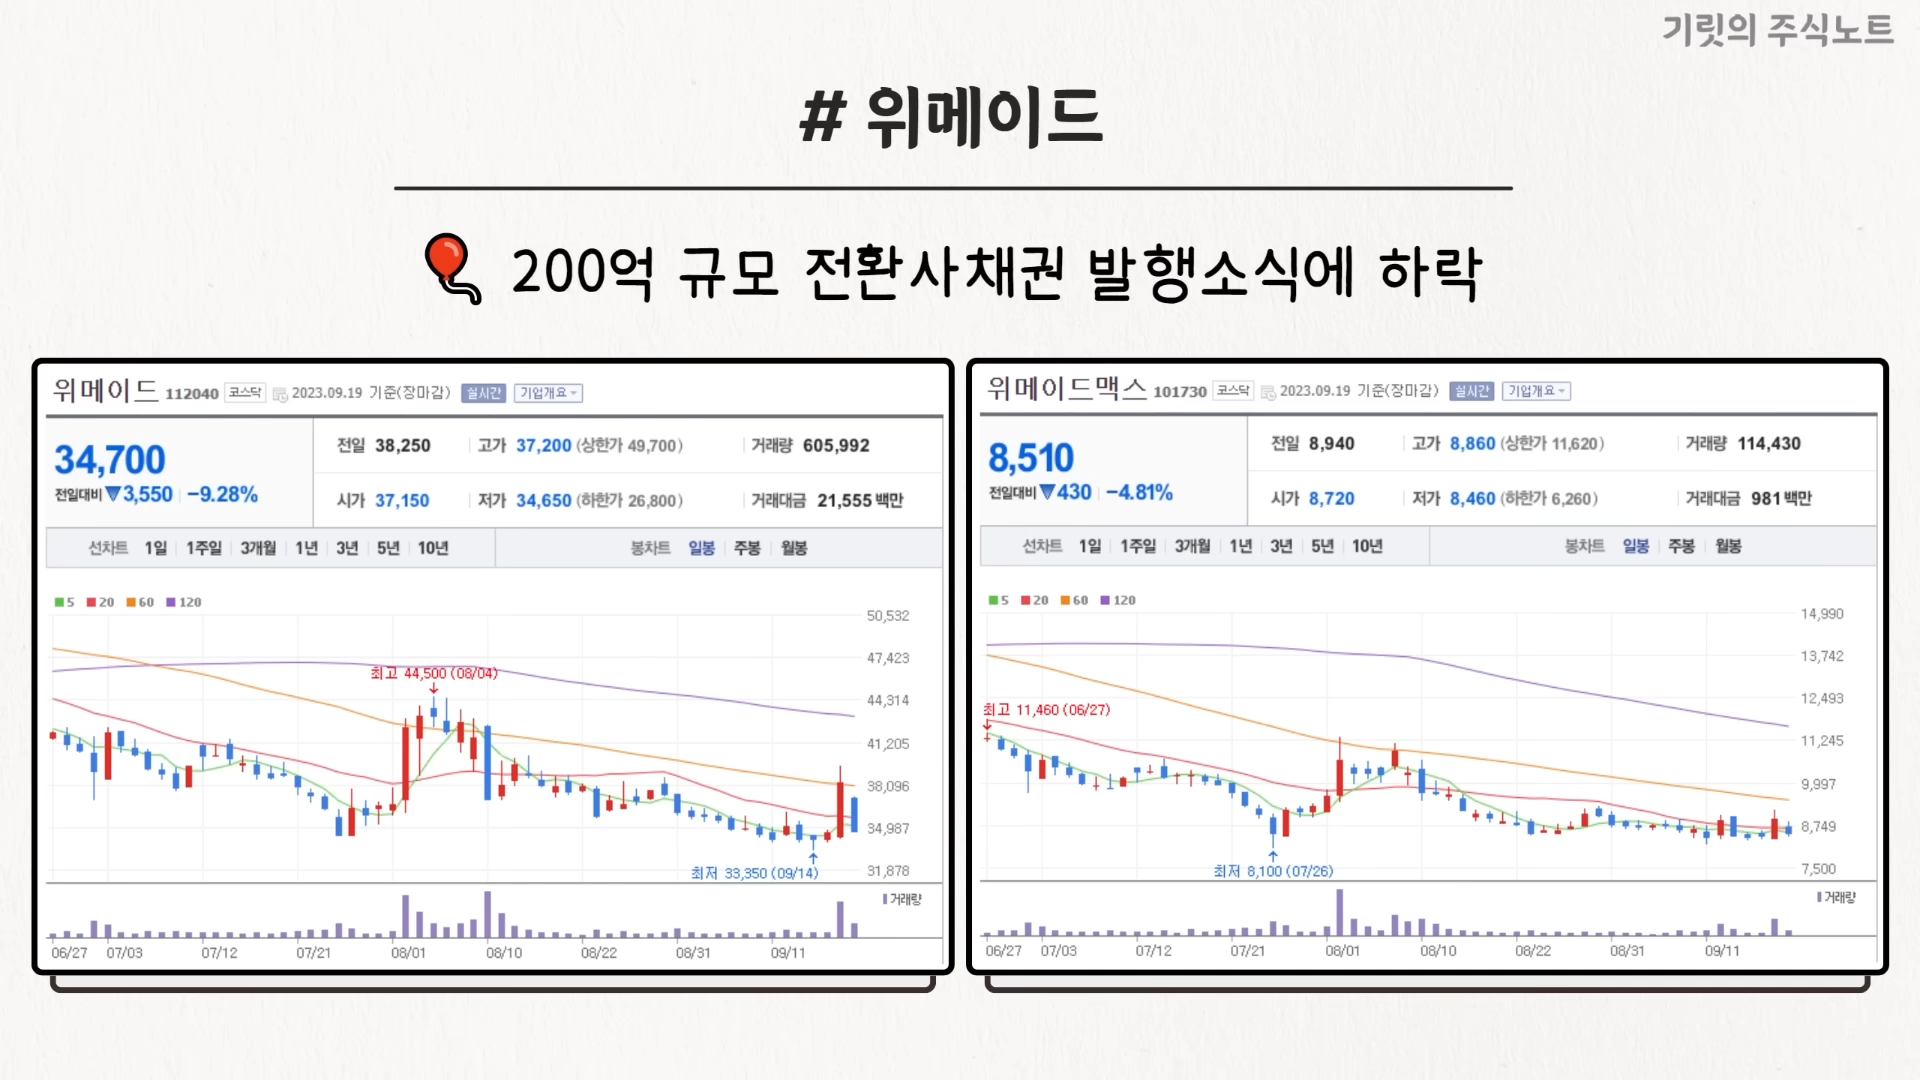 기릿의 주식노트
# 위메이드
200억 규모 전환사채권 발행소식에 하락
위메이드 112040 코스닥 2023.09.19 기준(장마감) 실시간 기업개요
34,700
전일대비 ▼3,550 -9.28%
전일 38,250 고가 37,200 (상한가 49,700) 거래량 605,992
시가 37,150 저가 34,650 (하한가 26,800) 거래대금 21,555 백만
선차트 1일 1주일 3개월 1년 3년 5년 10년 봉차트 일봉 주봉 월봉
5 20 60 120
50,532
47,423
44,314
41,205
38,096
34,987
31,878
최고 44,500 (08/04)
최저 33,350 (09/14)
거래량
06/27 07/03 07/12 07/21 08/01 08/10 08/22 08/31 09/11
위메이드맥스 101730 코스닥 2023.09.19 기준(장마감) 실시간 기업개요
8,510
전일대비 ▼430 -4.81%
전일 8,940 고가 8,860 (상한가 11,620) 거래량 114,430
시가 8,720 저가 8,460 (하한가 6,260) 거래대금 981 백만
선차트 1일 1주일 3개월 1년 3년 5년 10년 봉차트 일봉 주봉 월봉
5 20 60 120
14,990
13,742
12,493
11,245
9,997
8,749
7,500
최고 11,460 (06/27)
최저 8,100 (07/26)
거래량
06/27 07/03 07/12 07/21 08/01 08/10 08/22 08/31 09/11